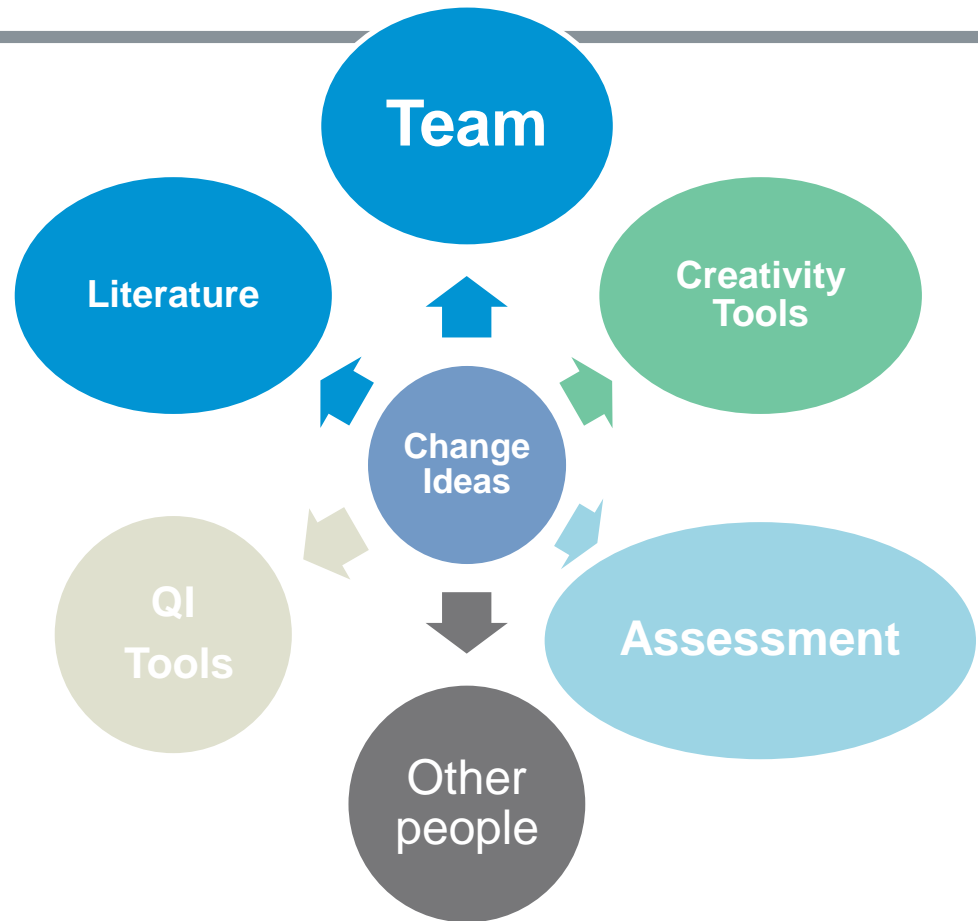 Team
Literature
Creativity
Tools
Change
Ideas
QI
Tools
Assessment
Other
people